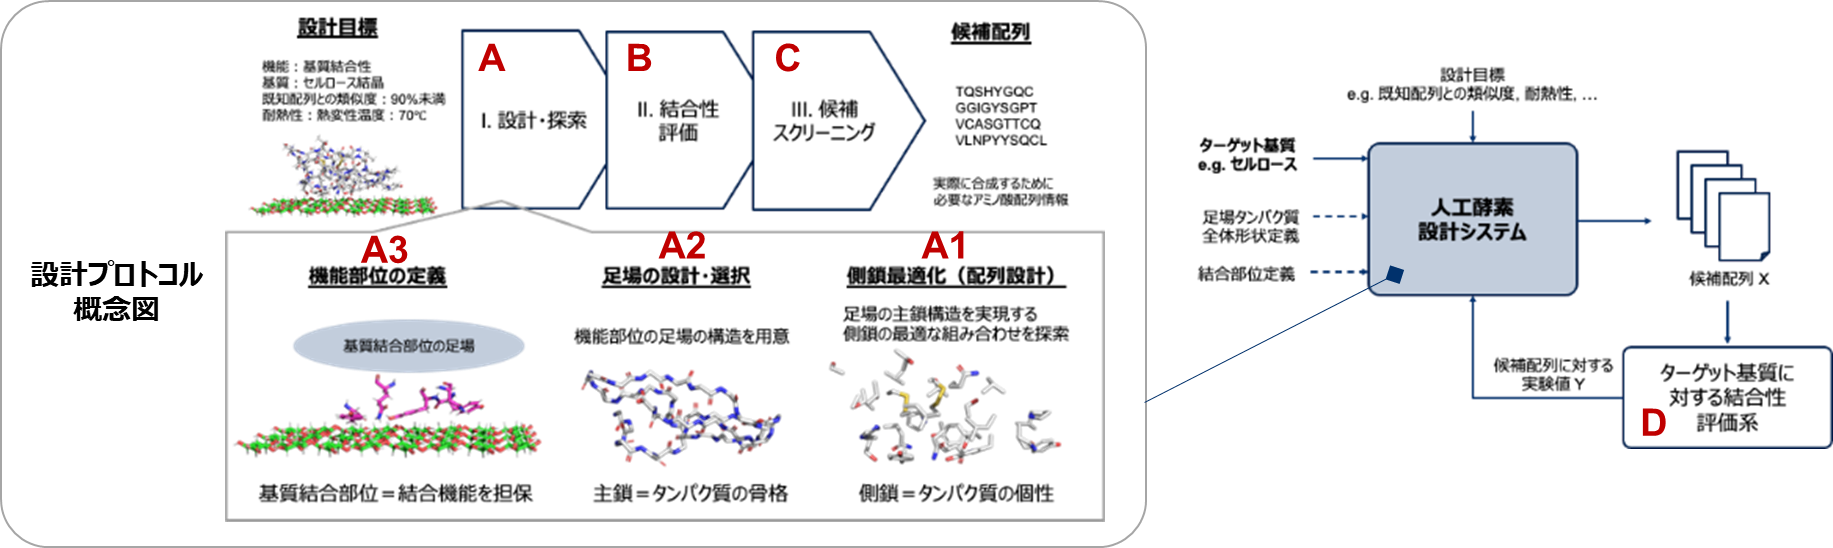 設計目標
機能：基質結合性
基質：セルロース結晶
既知配列との類似度：90%未満
耐熱性：熱変性温度：70℃
A
I. 設計・探索
B
II. 結合性
評価
C
III. 候補
スクリーニング
候補配列
TQSHYGQC
GGIGYSGPT
VCASGTTCQ
VLNPYYSQCL
実際に合成するために
必要なアミノ酸配列情報
設計プロトコル
概念図
A3
機能部位の定義
基質結合部位の足場
基質結合部位＝結合機能を担保
A2
足場の設計・選択
機能部位の足場の構造を用意
主鎖＝タンパク質の骨格
A1
側鎖最適化（配列設計）
足場の主鎖構造を実現する
側鎖の最適な組み合わせを探索
側鎖＝タンパク質の個性
設計目標
e.g. 既知配列との類似度, 耐熱性, ...
ターゲット基質
e.g. セルロース
足場タンパク質
全体形状定義
結合部位定義
人工酵素
設計システム
候補配列 X
候補配列に対する
実験値 Y
ターゲット基質に
対する結合性
評価系
D